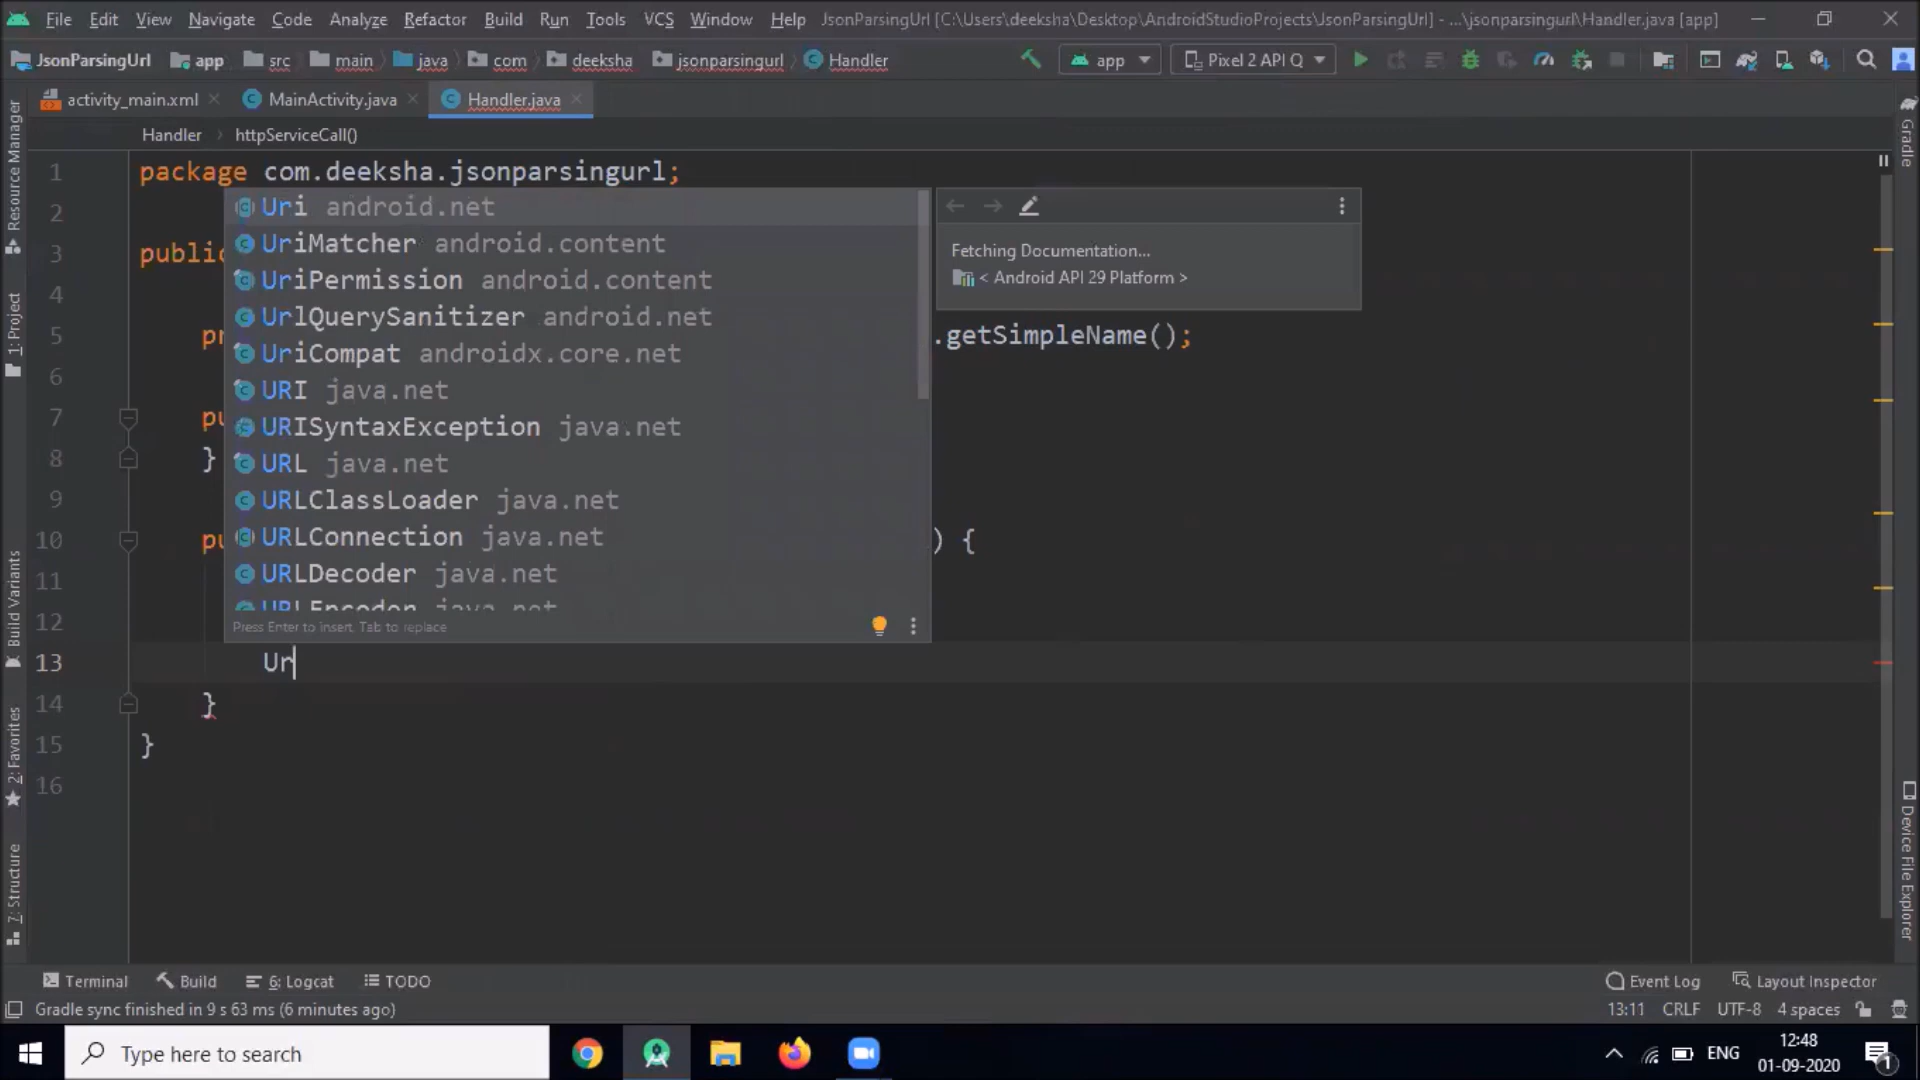 File Edit View Navigate Code Analyze Refactor Build Run Tools VCS Window Help JsonParsingUrl [C:\Users\deeksha\Desktop\AndroidStudioProjects\JsonParsingUrl] - ...\jsonparsingurl\Handler.java [app]
JsonParsingUrl app src main java com deeksha jsonparsingurl Handler app Pixel 2 API Q
activity_main.xml MainActivity.java Handler.java
Handler httpServiceCall()
1 package com.deeksha.jsonparsingurl;
2 Uri android.net
UriMatcher android.content
3 public
Fetching Documentation...
< Android API 29 Platform >
4 UriPermission android.content
UrlQuerySanitizer android.net
5 pr .getSimpleName();
UriCompat androidx.core.net
6 URI java.net
7 pu URISyntaxException java.net
8 } URL java.net
9 URLClassLoader java.net
10 pu URLConnection java.net ) {
11 URLDecoder java.net
URLEncoder java.net
12 Press Enter to insert, Tab to replace
13 Ur
14 }
15 }
16
Resource Manager
1: Project
Build Variants
2: Favorites
7: Structure
Gradle
Device File Explorer
Terminal Build 6: Logcat TODO Event Log Layout Inspector
Gradle sync finished in 9 s 63 ms (6 minutes ago) 13:11 CRLF UTF-8 4 spaces
Type here to search ENG 12:48
01-09-2020
1